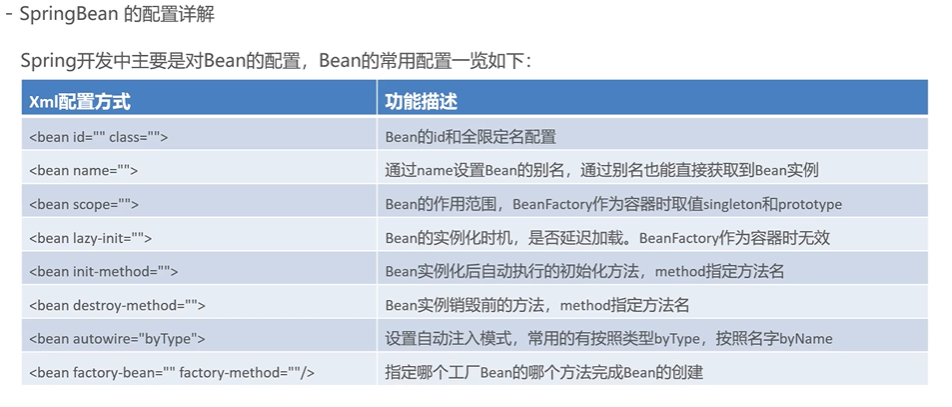 - SpringBean 的配置详解
Spring开发中主要是对Bean的配置，Bean的常用配置一览如下：
Xml配置方式 功能描述
<bean id="" class=""> Bean的id和全限定名配置
<bean name=""> 通过name设置Bean的别名，通过别名也能直接获取到Bean实例
<bean scope=""> Bean的作用范围，BeanFactory作为容器时取值singleton和prototype
<bean lazy-init=""> Bean的实例化时机，是否延迟加载。BeanFactory作为容器时无效
<bean init-method=""> Bean实例化后自动执行的初始化方法，method指定方法名
<bean destroy-method=""> Bean实例销毁前的方法，method指定方法名
<bean autowire="byType"> 设置自动注入模式，常用的有按照类型byType，按照名字byName
<bean factory-bean="" factory-method=""/> 指定哪个工厂Bean的哪个方法完成Bean的创建